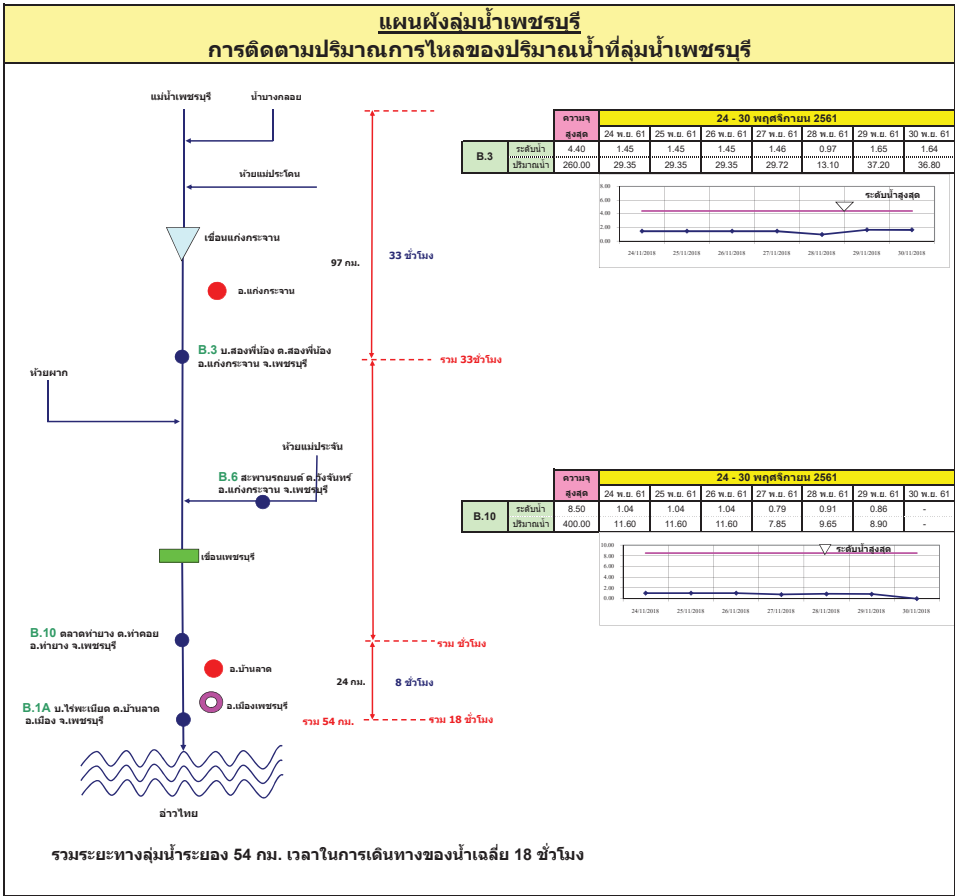 แผนผังลุ่มน้ำเพชรบุรี
การติดตามปริมาณการไหลของปริมาณน้ำที่ลุ่มน้ำเพชรบุรี
แม่น้ำเพชรบุรี
น้ำบางกลอย
ห้วยแม่ประโดน
เขื่อนแก่งกระจาน
97 กม.
33 ชั่วโมง
อ.แก่งกระจาน
B.3 บ.สองพี่น้อง ต.สองพี่น้อง
อ.แก่งกระจาน จ.เพชรบุรี
รวม 33ชั่วโมง
ห้วยผาก
ห้วยแม่ประจัน
B.6 สะพานรถยนต์ ต.วังจันทร์
อ.แก่งกระจาน จ.เพชรบุรี
เขื่อนเพชรบุรี
B.10 ตลาดท่ายาง ต.ท่าคอย
อ.ท่ายาง จ.เพชรบุรี
รวม ชั่วโมง
อ.บ้านลาด
24 กม.
8 ชั่วโมง
อ.เมืองเพชรบุรี
B.1A บ.ไร่พะเนียด ต.บ้านลาด
อ.เมือง จ.เพชรบุรี
รวม 54 กม.
รวม 18 ชั่วโมง
อ่าวไทย
รวมระยะทางลุ่มน้ำระยอง 54 กม. เวลาในการเดินทางของน้ำเฉลี่ย 18 ชั่วโมง
ความจุ 24 - 30 พฤศจิกายน 2561
สูงสุด 24 พ.ย. 61 25 พ.ย. 61 26 พ.ย. 61 27 พ.ย. 61 28 พ.ย. 61 29 พ.ย. 61 30 พ.ย. 61
B.3
ระดับน้ำ 4.40 1.45 1.45 1.45 1.46 0.97 1.65 1.64
ปริมาณน้ำ 260.00 29.35 29.35 29.35 29.72 13.10 37.20 36.80
ระดับน้ำสูงสุด
8.00
6.00
4.00
2.00
0.00
24/11/2018 25/11/2018 26/11/2018 27/11/2018 28/11/2018 29/11/2018 30/11/2018
ความจุ 24 - 30 พฤศจิกายน 2561
สูงสุด 24 พ.ย. 61 25 พ.ย. 61 26 พ.ย. 61 27 พ.ย. 61 28 พ.ย. 61 29 พ.ย. 61 30 พ.ย. 61
B.10
ระดับน้ำ 8.50 1.04 1.04 1.04 0.79 0.91 0.86 -
ปริมาณน้ำ 400.00 11.60 11.60 11.60 7.85 9.65 8.90 -
ระดับน้ำสูงสุด
10.00
8.00
6.00
4.00
2.00
0.00
24/11/2018 25/11/2018 26/11/2018 27/11/2018 28/11/2018 29/11/2018 30/11/2018